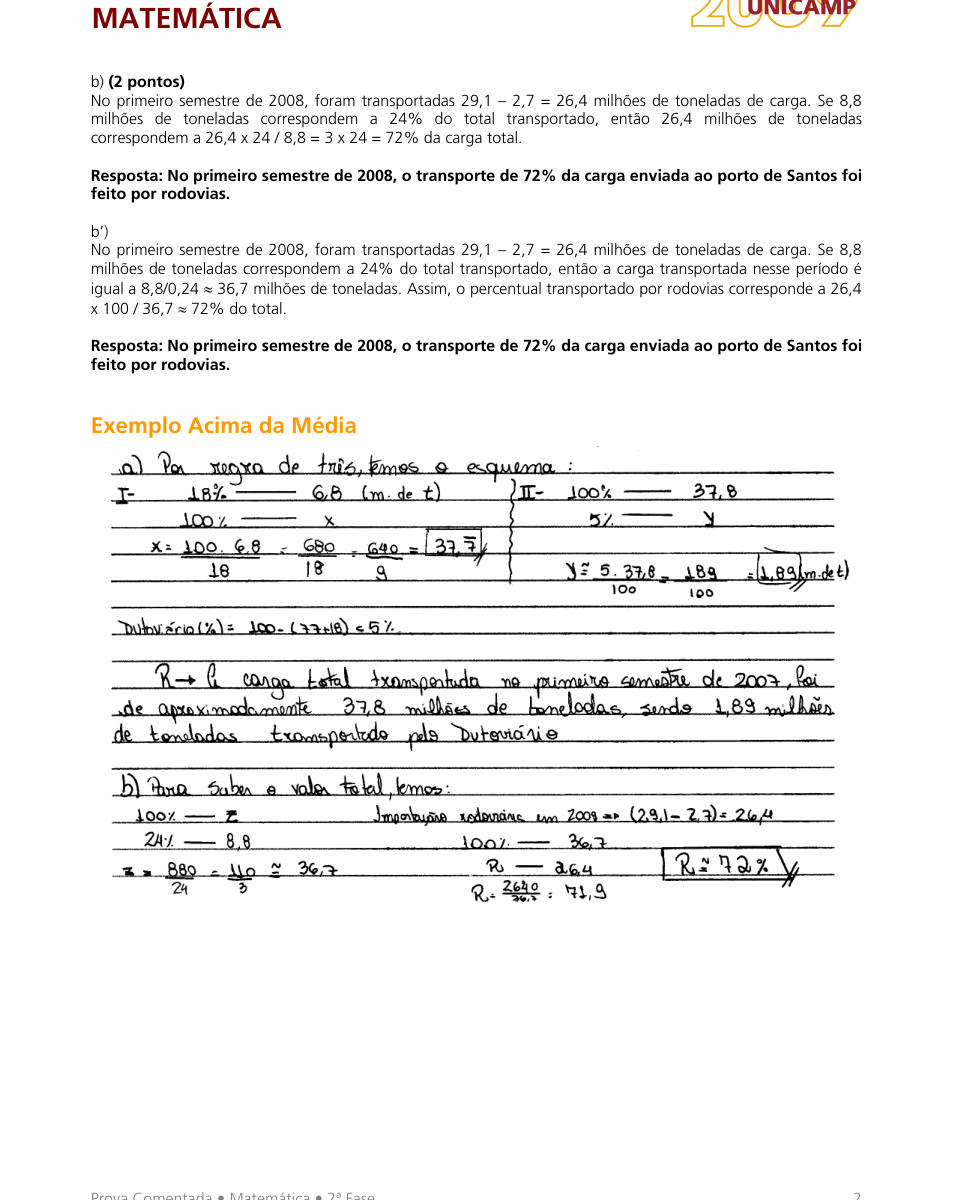 MATEMÁTICA
2009
UNICAMP
b) (2 pontos)
No primeiro semestre de 2008, foram transportadas 29,1 – 2,7 = 26,4 milhões de toneladas de carga. Se 8,8
milhões de toneladas correspondem a 24% do total transportado, então 26,4 milhões de toneladas
correspondem a 26,4 x 24 / 8,8 = 3 x 24 = 72% da carga total.
Resposta: No primeiro semestre de 2008, o transporte de 72% da carga enviada ao porto de Santos foi
feito por rodovias.
b’)
No primeiro semestre de 2008, foram transportadas 29,1 – 2,7 = 26,4 milhões de toneladas de carga. Se 8,8
milhões de toneladas correspondem a 24% do total transportado, então a carga transportada nesse período é
igual a 8,8/0,24 ≈ 36,7 milhões de toneladas. Assim, o percentual transportado por rodovias corresponde a 26,4
x 100 / 36,7 ≈ 72% do total.
Resposta: No primeiro semestre de 2008, o transporte de 72% da carga enviada ao porto de Santos foi
feito por rodovias.
Exemplo Acima da Média
a) Por regra de três, temos o esquema :
I- 18% — 6,8 (m. de t) II- 100% — 37,8
100% — x 5% — y
x = 100 . 6,8 / 18 = 680 / 18 = 640 / 9 = 37,7
y ≅ 5 . 37,8 / 100 = 189 / 100 = 1,89 (m. de t)
Dutoviário (%) = 100 - (77+18) = 5%
R → A carga total transportada no primeiro semestre de 2007, foi
de aproximadamente 37,8 milhões de toneladas, sendo 1,89 milhões
de toneladas transportado pelo Dutoviário
b) Para saber o valor total, temos:
100% — z Importação rodoviária em 2009 ⇒ (29,1 - 2,7) = 26,4
24% — 8,8 100% — 36,7
z = 880 / 24 = 110 / 3 ≅ 36,7 R — 26,4 R ≅ 72%
R = 2640 / 36,7 = 71,9
Prova Comentada • Matemática • 2ª Fase 2